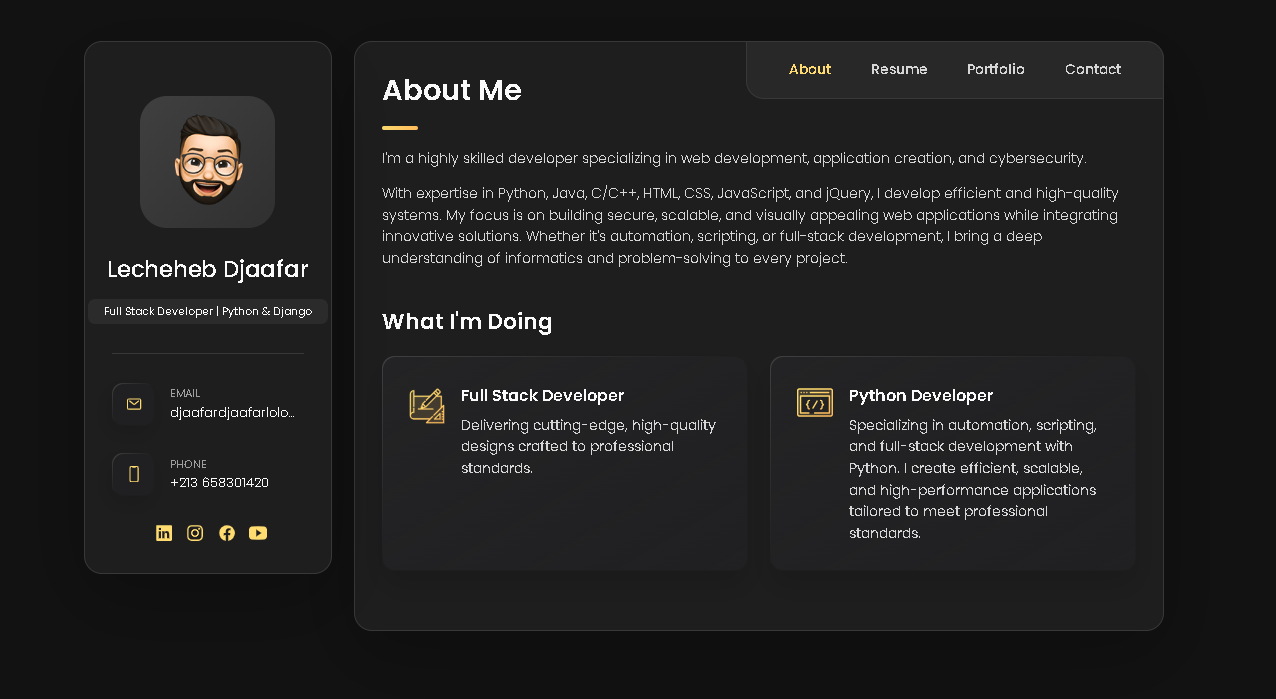 Lecheheb Djaafar
Full Stack Developer | Python & Django
EMAIL
djaafardjaafarlolo...
PHONE
+213 658301420
About
Resume
Portfolio
Contact
About Me
I'm a highly skilled developer specializing in web development, application creation, and cybersecurity.
With expertise in Python, Java, C/C++, HTML, CSS, JavaScript, and jQuery, I develop efficient and high-quality
systems. My focus is on building secure, scalable, and visually appealing web applications while integrating
innovative solutions. Whether it's automation, scripting, or full-stack development, I bring a deep
understanding of informatics and problem-solving to every project.
What I'm Doing
Full Stack Developer
Delivering cutting-edge, high-quality
designs crafted to professional
standards.
Python Developer
Specializing in automation, scripting,
and full-stack development with
Python. I create efficient, scalable,
and high-performance applications
tailored to meet professional
standards.